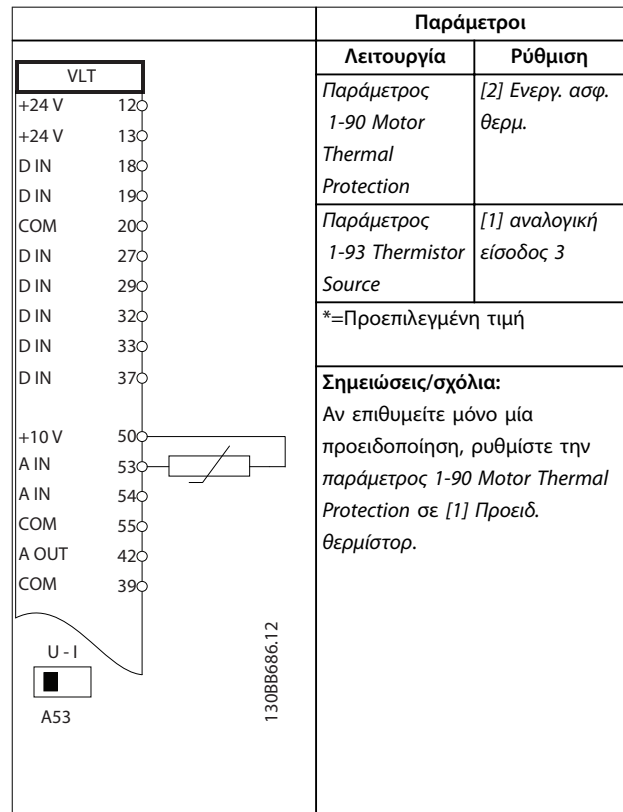 Παράμετροι
Λειτουργία Ρύθμιση
Παράμετρος [2] Ενεργ. ασφ.
1-90 Motor θερμ.
Thermal
Protection
Παράμετρος [1] αναλογική
1-93 Thermistor είσοδος 3
Source
*=Προεπιλεγμένη τιμή
Σημειώσεις/σχόλια:
Αν επιθυμείτε μόνο μία
προειδοποίηση, ρυθμίστε την
παράμετρος 1-90 Motor Thermal
Protection σε [1] Προειδ.
θερμίστορ.
VLT
+24 V 12
+24 V 13
D IN 18
D IN 19
COM 20
D IN 27
D IN 29
D IN 32
D IN 33
D IN 37
+10 V 50
A IN 53
A IN 54
COM 55
A OUT 42
COM 39
U - I
A53
130BB686.12